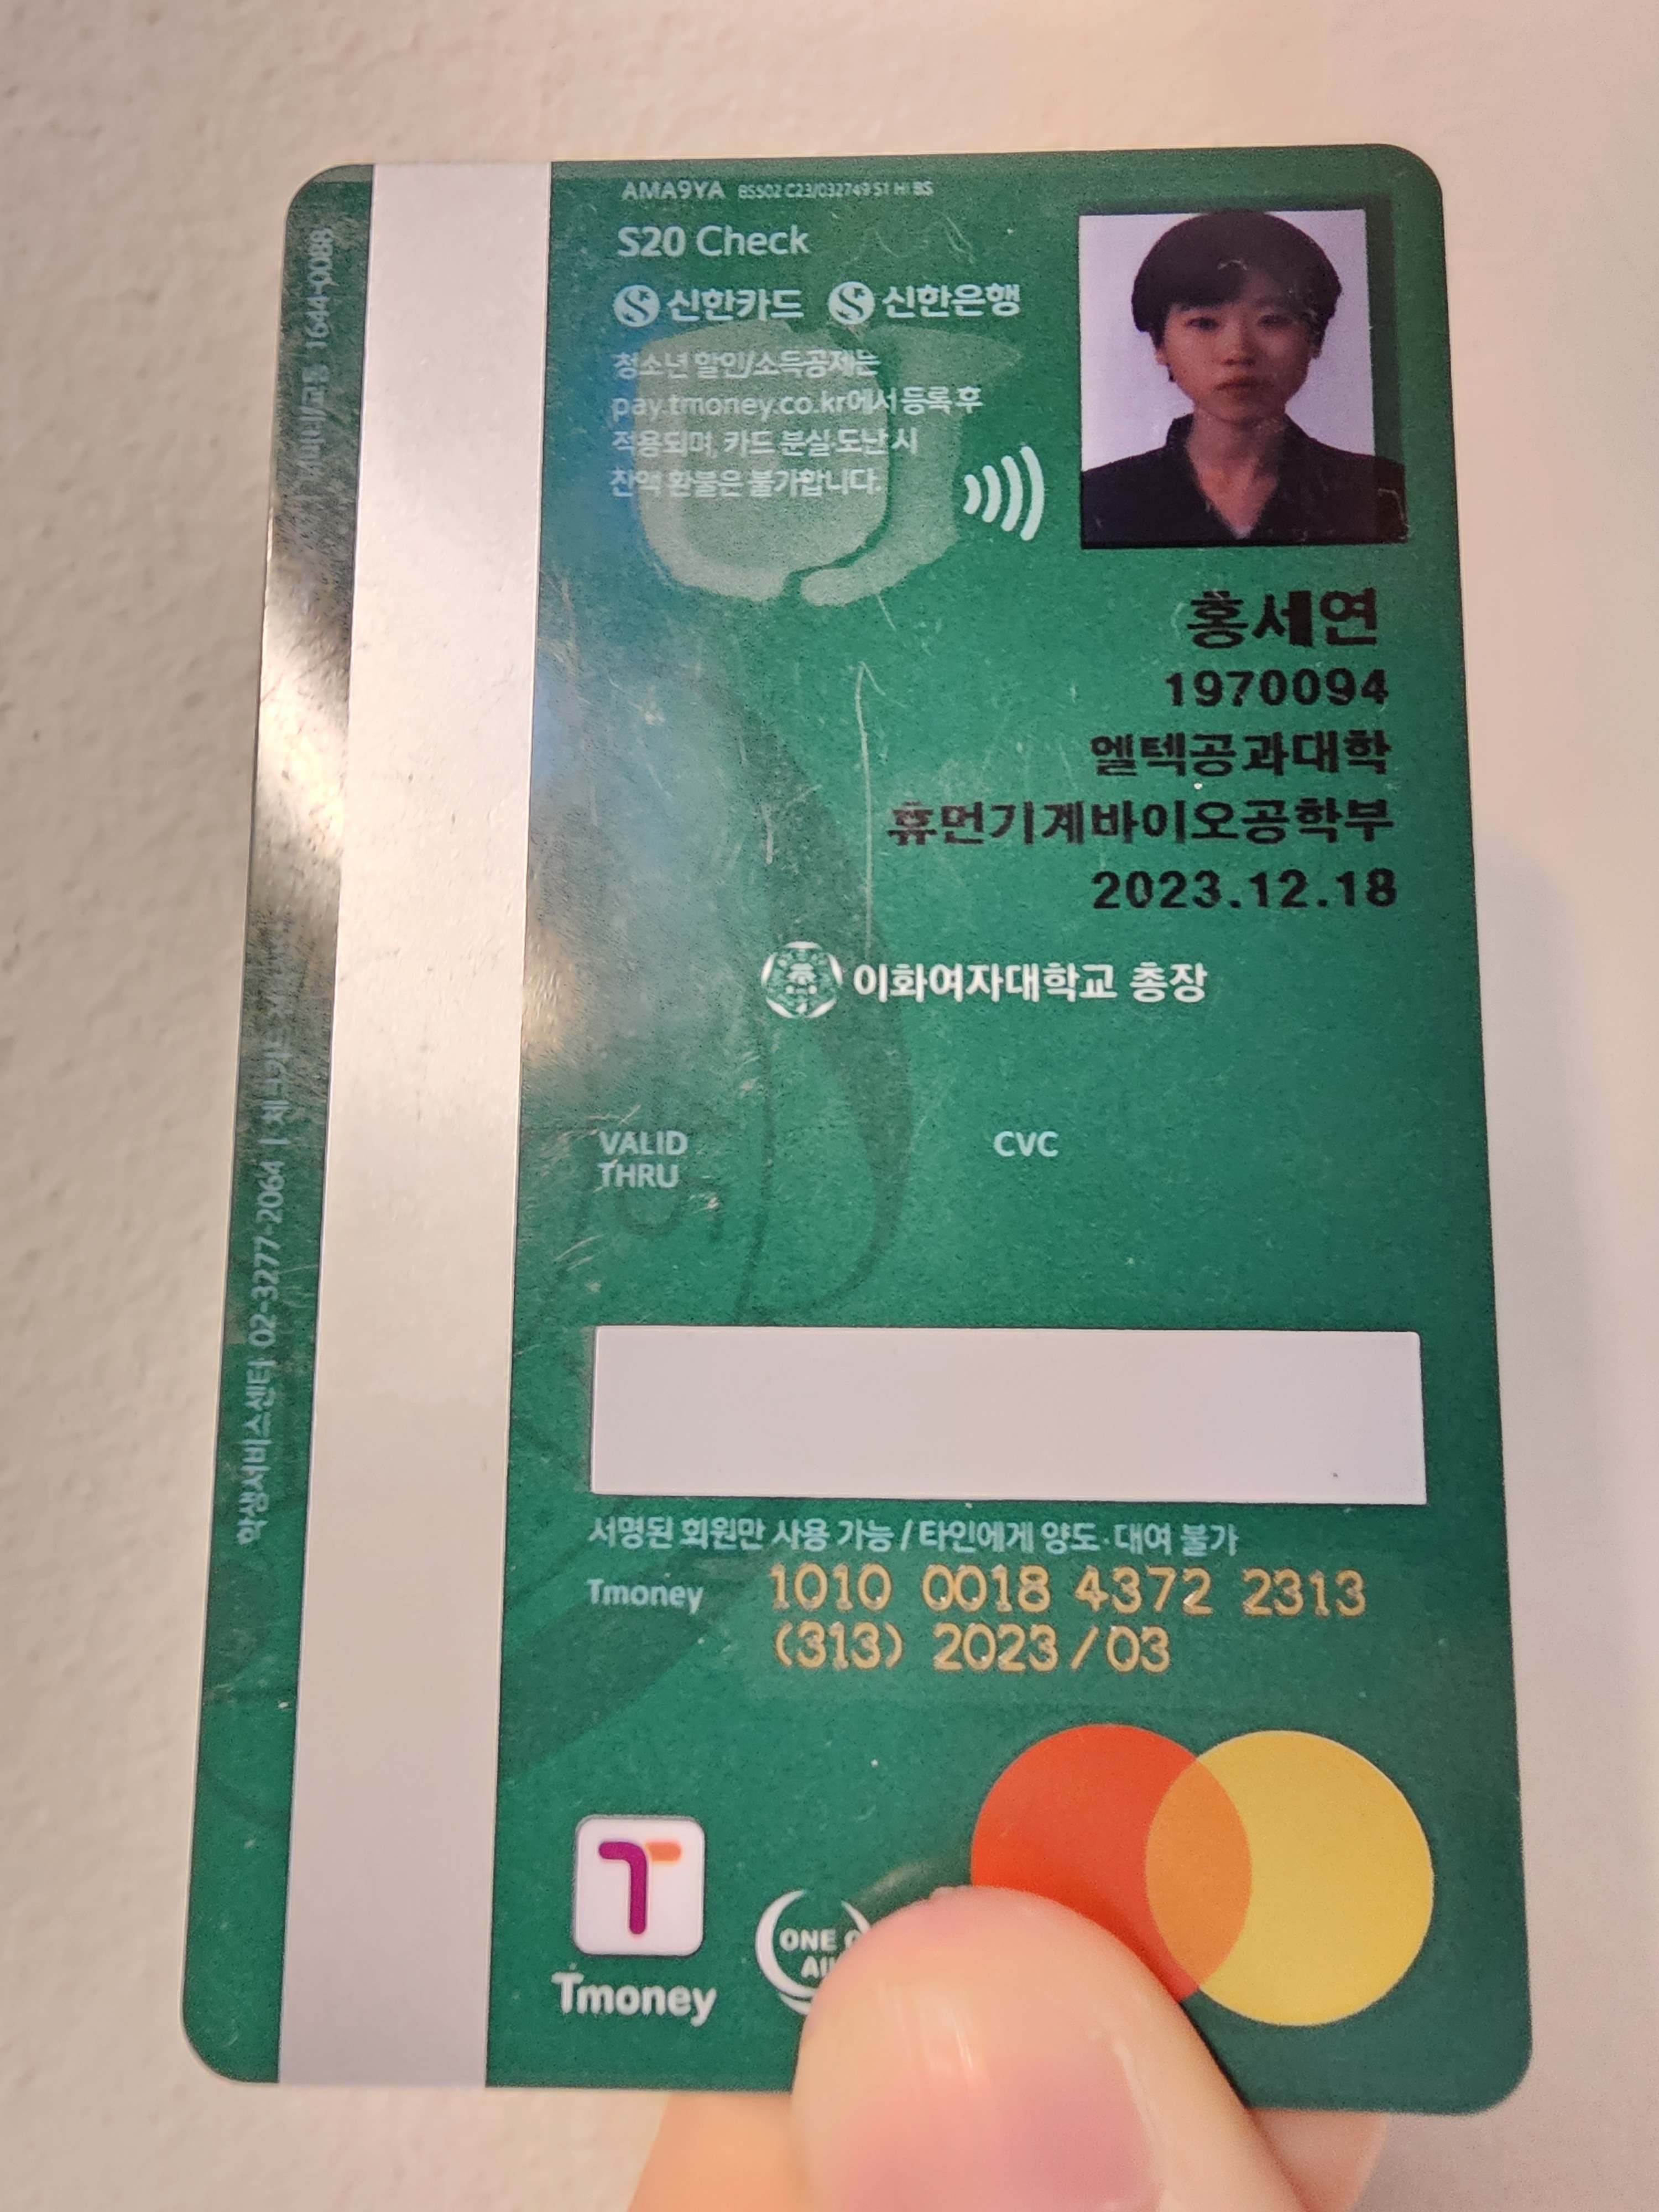 AMA9YA BS502 C23/032749 S1 HI BS
S20 Check
신한카드 신한은행
청소년 할인/소득공제는
pay.tmoney.co.kr에서 등록 후
적용되며, 카드 분실·도난 시
잔액 환불은 불가합니다.
홍세연
1970094
엘텍공과대학
휴먼기계바이오공학부
2023.12.18
이화여자대학교 총장
VALID
THRU
CVC
서명된 회원만 사용 가능 / 타인에게 양도·대여 불가
Tmoney 1010 0018 4372 2313
(313) 2023/03
Tmoney
ONE
학생서비스센터 02-3277-2064 | 체크카드 1644-0088